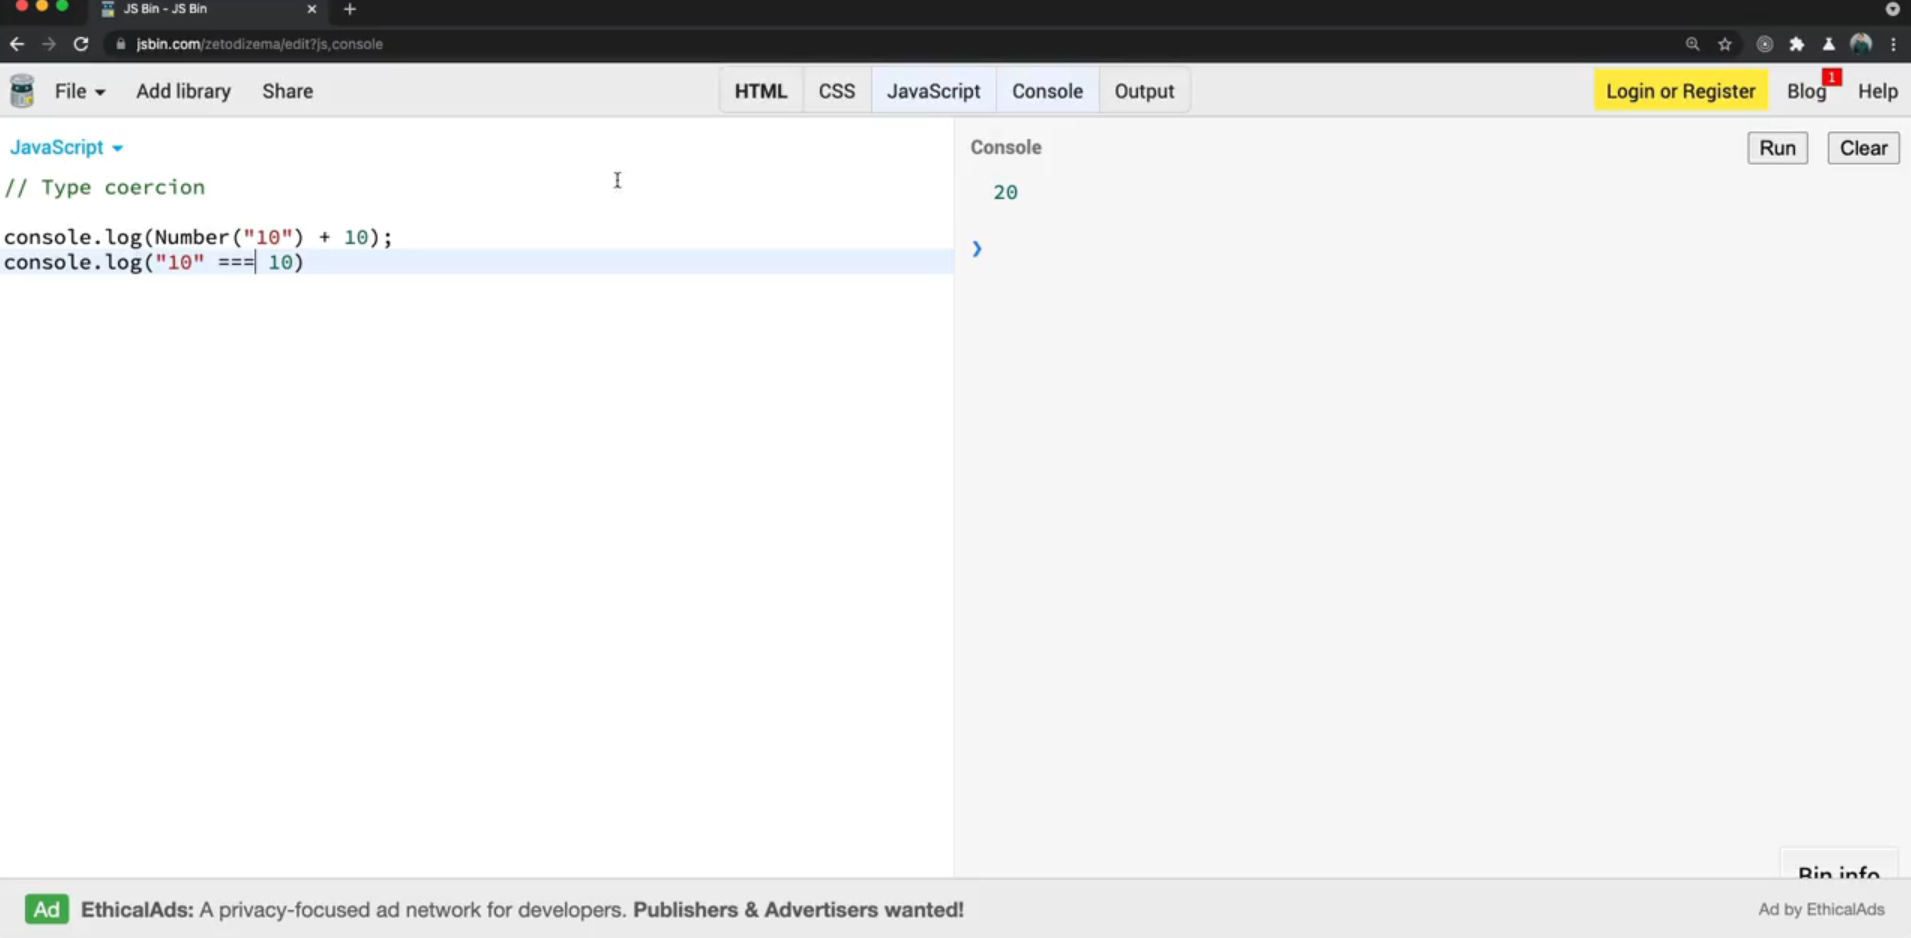 JS Bin - JS Bin
jsbin.com/zetodizema/edit?js,console
File Add library Share HTML CSS JavaScript Console Output Login or Register Blog 1 Help
JavaScript
// Type coercion
console.log(Number("10") + 10);
console.log("10" === 10)
Console Run Clear
20
Bin info
Ad EthicalAds: A privacy-focused ad network for developers. Publishers & Advertisers wanted! Ad by EthicalAds